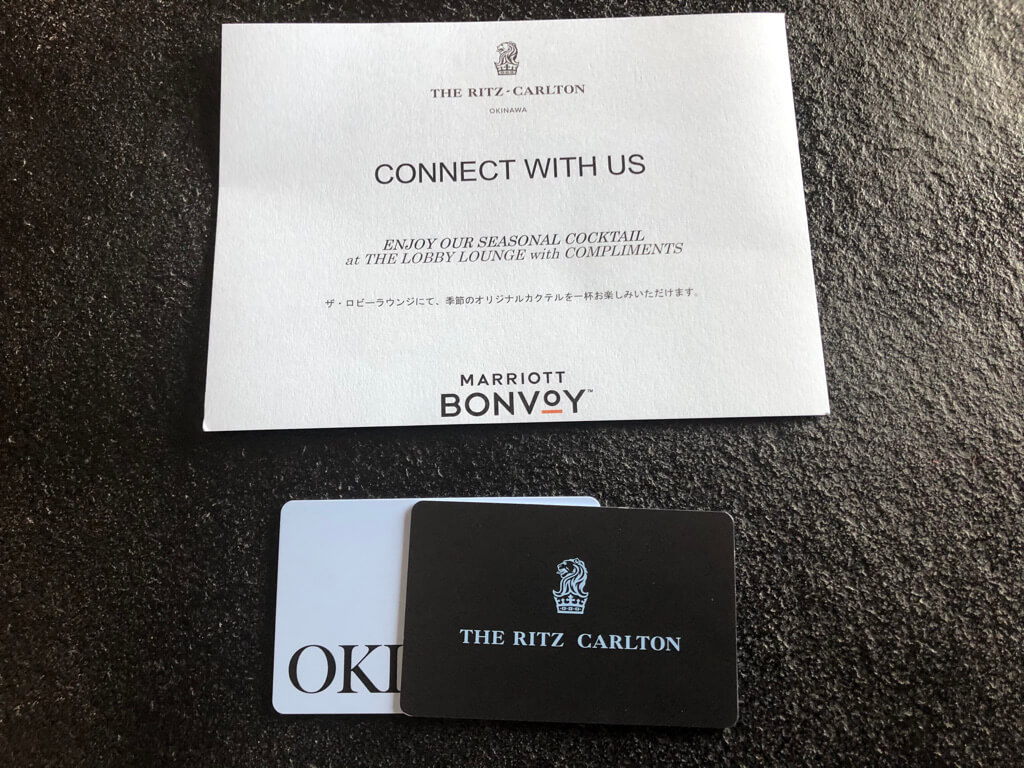 THE RITZ-CARLTON
OKINAWA
CONNECT WITH US
ENJOY OUR SEASONAL COCKTAIL
at THE LOBBY LOUNGE with COMPLIMENTS
ザ・ロビーラウンジにて、季節のオリジナルカクテルを一杯お楽しみいただけます。
MARRIOTT
BONVOY™
OKI
THE RITZ CARLTON